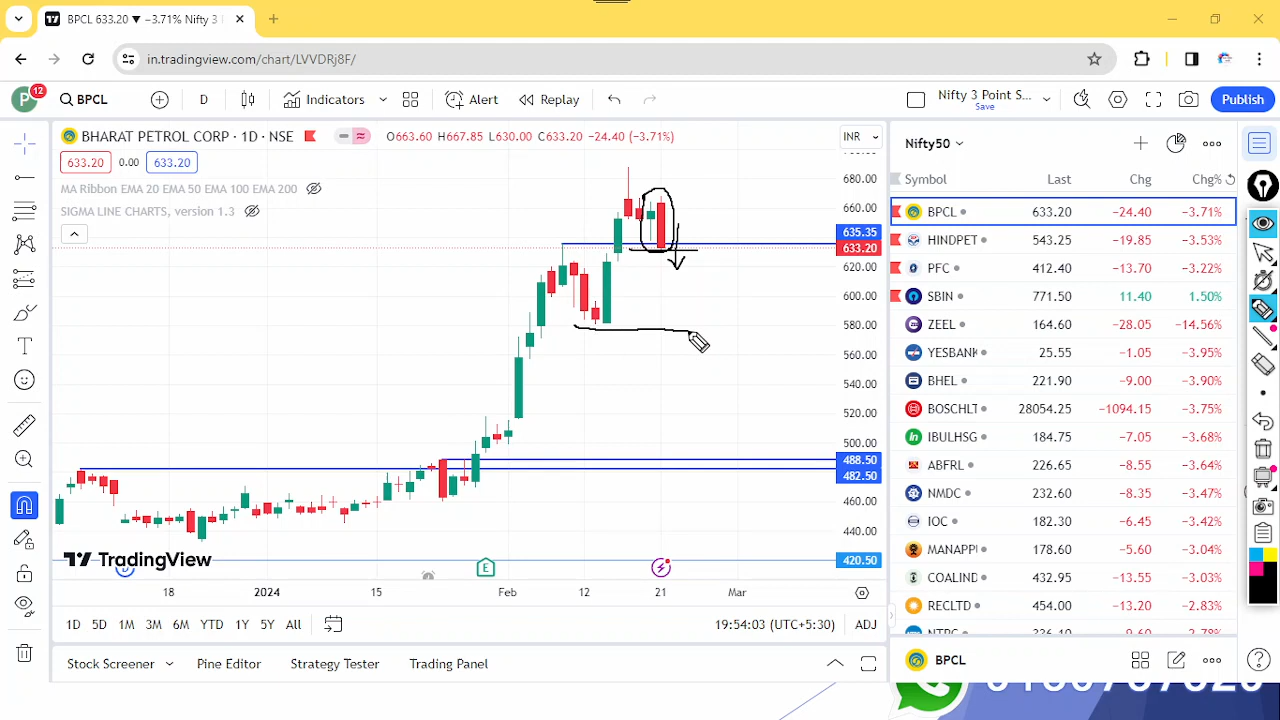 BPCL 633.20 ▼ −3.71% Nifty 3
in.tradingview.com/chart/LVVDRj8F/
P 12 BPCL D Indicators Alert Replay Nifty 3 Point S... Save Publish
BHARAT PETROL CORP · 1D · NSE O663.60 H667.85 L630.00 C633.20 −24.40 (−3.71%) INR
633.20 0.00 633.20
MA Ribbon EMA 20 EMA 50 EMA 100 EMA 200
SIGMA LINE CHARTS, version 1.3
680.00
660.00
635.35
633.20
620.00
600.00
580.00
560.00
540.00
520.00
500.00
488.50
482.50
460.00
440.00
420.50
TradingView
E
18 2024 15 Feb 12 21 Mar
1D 5D 1M 3M 6M YTD 1Y 5Y All 19:54:03 (UTC+5:30) ADJ
Stock Screener Pine Editor Strategy Tester Trading Panel
Nifty50
Symbol Last Chg Chg%
BPCL 633.20 −24.40 −3.71%
HINDPET 543.25 −19.85 −3.53%
PFC 412.40 −13.70 −3.22%
SBIN 771.50 11.40 1.50%
ZEEL 164.60 −28.05 −14.56%
YESBANK 25.55 −1.05 −3.95%
BHEL 221.90 −9.00 −3.90%
BOSCHLT 28054.25 −1094.15 −3.75%
IBULHSG 184.75 −7.05 −3.68%
ABFRL 226.65 −8.55 −3.64%
NMDC 232.60 −8.35 −3.47%
IOC 182.30 −6.45 −3.42%
MANAPPI 178.60 −5.60 −3.04%
COALIND 432.95 −13.55 −3.03%
RECLTD 454.00 −13.20 −2.83%
BPCL